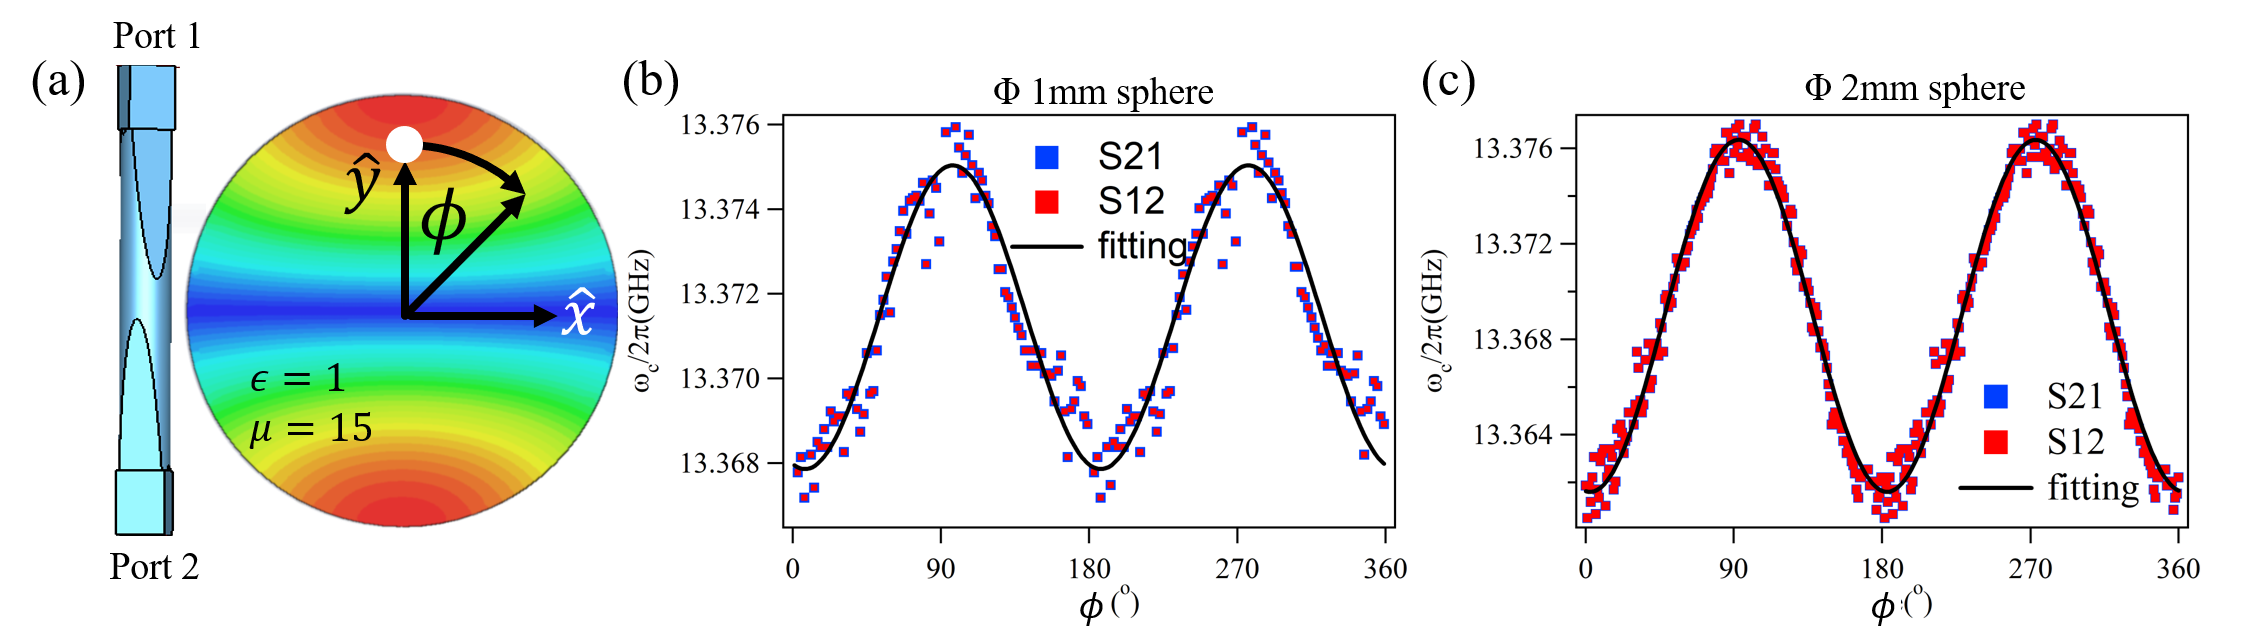 (a)
Port 1
Port 2
ŷ
ϕ
x̂
ϵ = 1
μ = 15
(b)
Φ 1mm sphere
13.376
13.374
13.372
13.370
13.368
ω_c/2π(GHz)
S21
S12
fitting
0 90 180 270 360
ϕ (°)
(c)
Φ 2mm sphere
13.376
13.372
13.368
13.364
ω_c/2π(GHz)
S21
S12
fitting
0 90 180 270 360
ϕ (°)